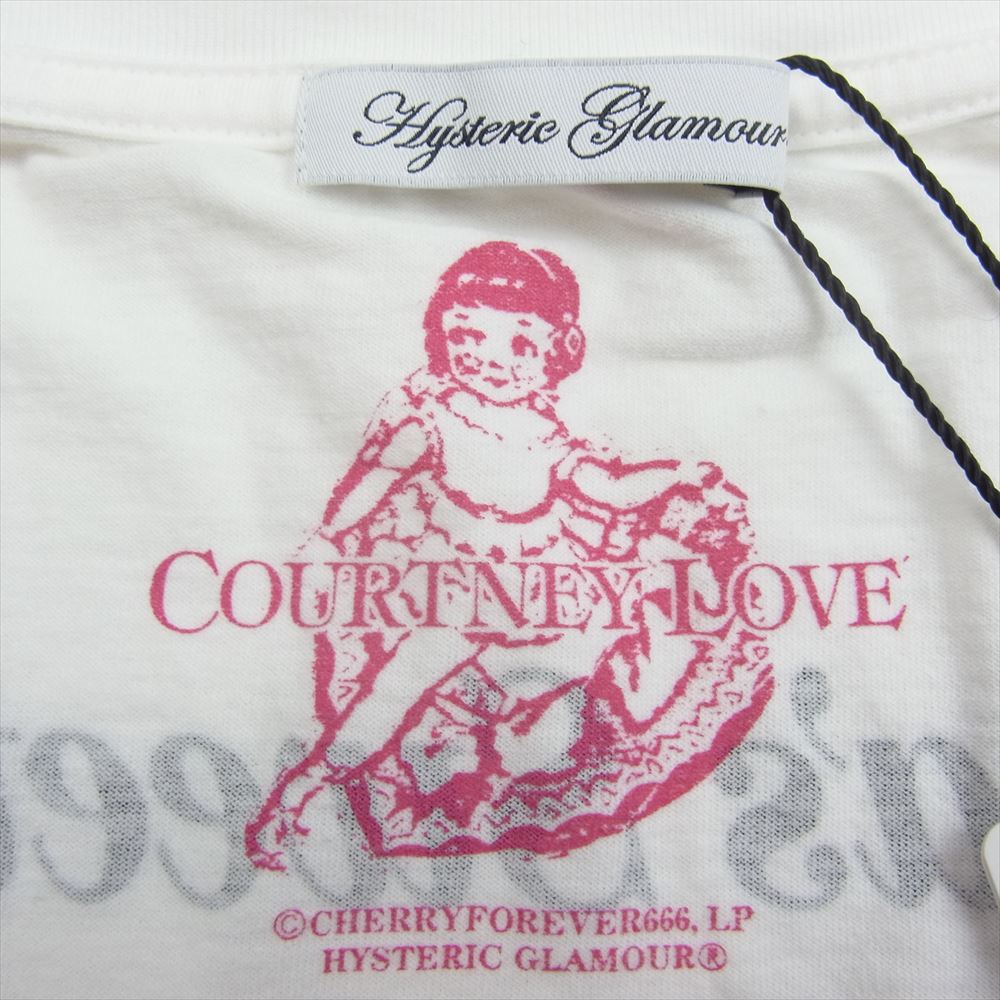 Hysteric Glamour
COURTNEY LOVE
©CHERRYFOREVER666, LP
HYSTERIC GLAMOUR®